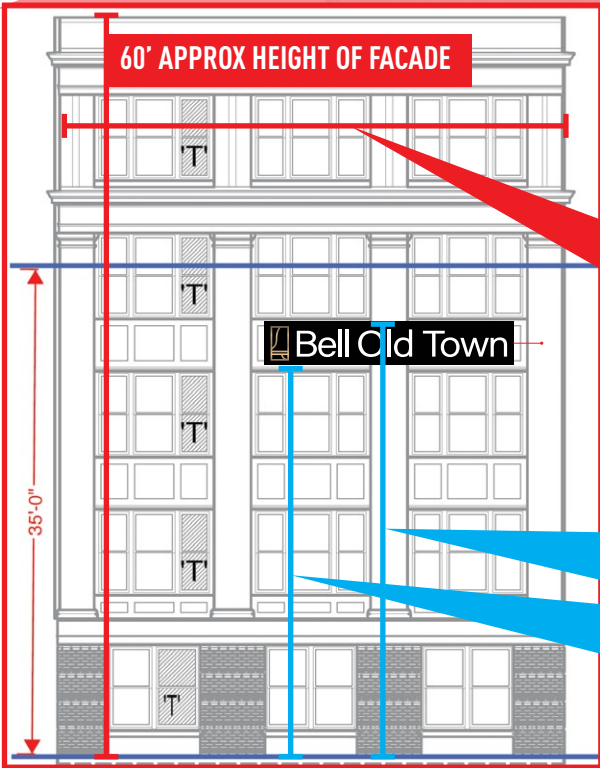 60’ APPROX HEIGHT OF FACADE
'T'
'T'
Bell Old Town
'T'
35'-0"
'T'
'T'